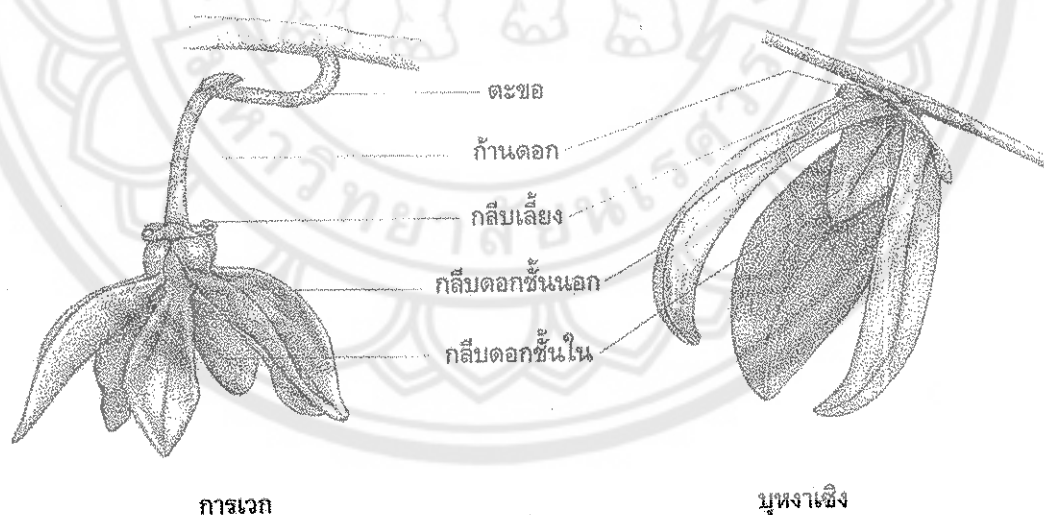 ตะขอ
ก้านดอก
กลีบเลี้ยง
กลีบดอกชั้นนอก
กลีบดอกชั้นใน
การเวก
บุหงาเซิง